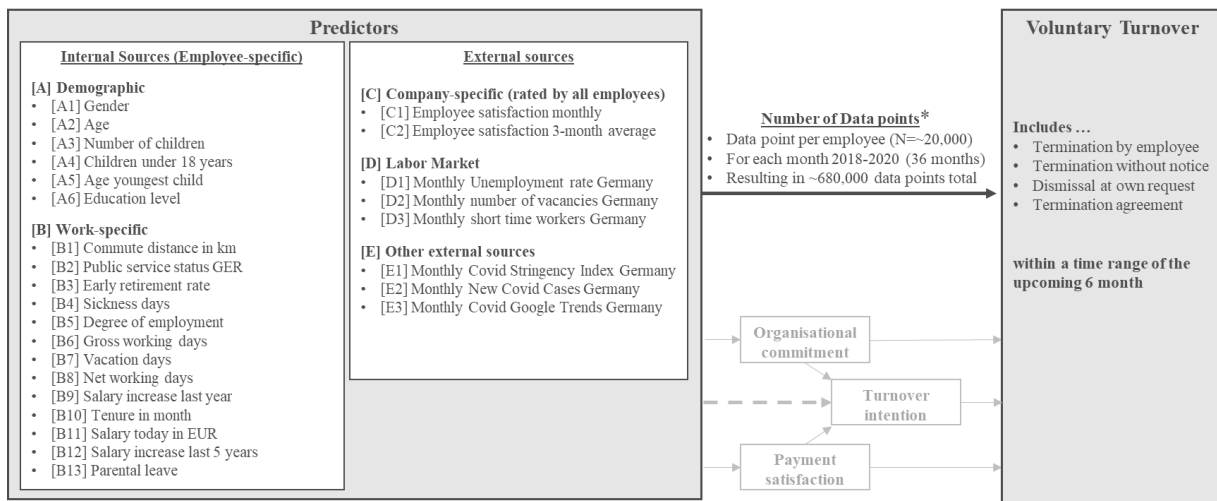 Predictors
Internal Sources (Employee-specific)
[A] Demographic
• [A1] Gender
• [A2] Age
• [A3] Number of children
• [A4] Children under 18 years
• [A5] Age youngest child
• [A6] Education level
[B] Work-specific
• [B1] Commute distance in km
• [B2] Public service status GER
• [B3] Early retirement rate
• [B4] Sickness days
• [B5] Degree of employment
• [B6] Gross working days
• [B7] Vacation days
• [B8] Net working days
• [B9] Salary increase last year
• [B10] Tenure in month
• [B11] Salary today in EUR
• [B12] Salary increase last 5 years
• [B13] Parental leave
External sources
[C] Company-specific (rated by all employees)
• [C1] Employee satisfaction monthly
• [C2] Employee satisfaction 3-month average
[D] Labor Market
• [D1] Monthly Unemployment rate Germany
• [D2] Monthly number of vacancies Germany
• [D3] Monthly short time workers Germany
[E] Other external sources
• [E1] Monthly Covid Stringency Index Germany
• [E2] Monthly New Covid Cases Germany
• [E3] Monthly Covid Google Trends Germany
Number of Data points*
• Data point per employee (N=~20,000)
• For each month 2018-2020 (36 months)
• Resulting in ~680,000 data points total
Organisational
commitment
Turnover
intention
Payment
satisfaction
Voluntary Turnover
Includes …
• Termination by employee
• Termination without notice
• Dismissal at own request
• Termination agreement
within a time range of the
upcoming 6 month